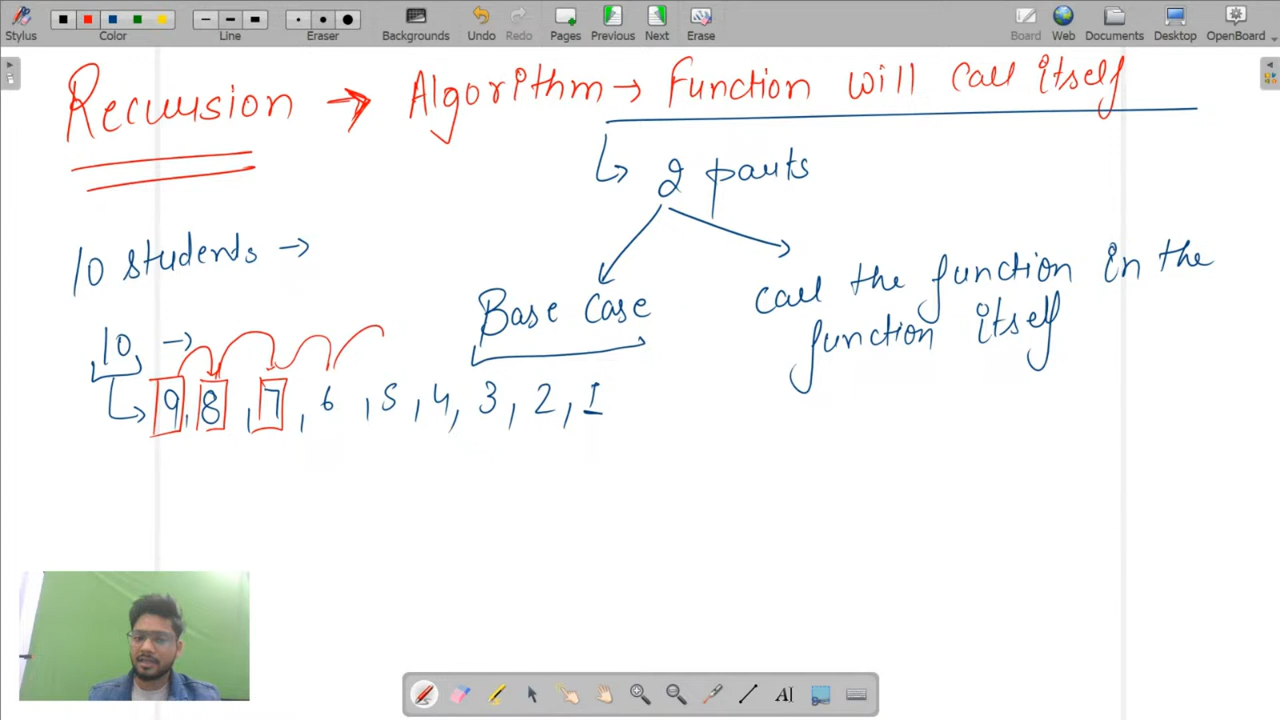 Stylus Color Line Eraser Backgrounds Undo Redo Pages Previous Next Erase Board Web Documents Desktop OpenBoard
Recursion → Algorithm → Function will call itself
2 parts
10 students →
Base Case
call the function in the
function itself
10 →
9, 8, 7, 6, 5, 4, 3, 2, 1
AI